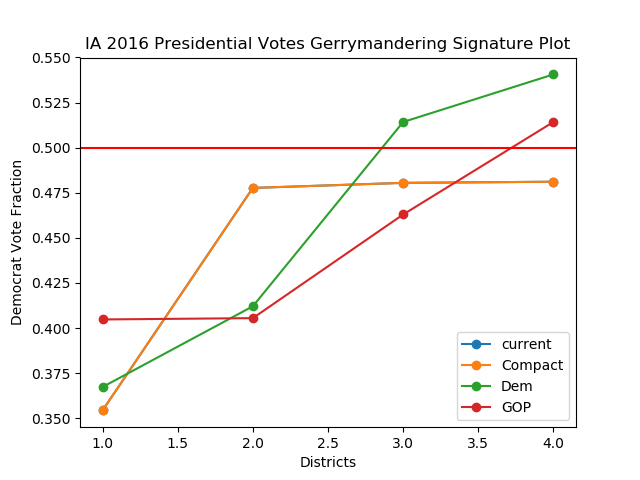 IA 2016 Presidential Votes Gerrymandering Signature Plot
0.550
0.525
0.500
0.475
0.450
0.425
0.400
0.375
0.350
Democrat Vote Fraction
current
Compact
Dem
GOP
1.0 1.5 2.0 2.5 3.0 3.5 4.0
Districts